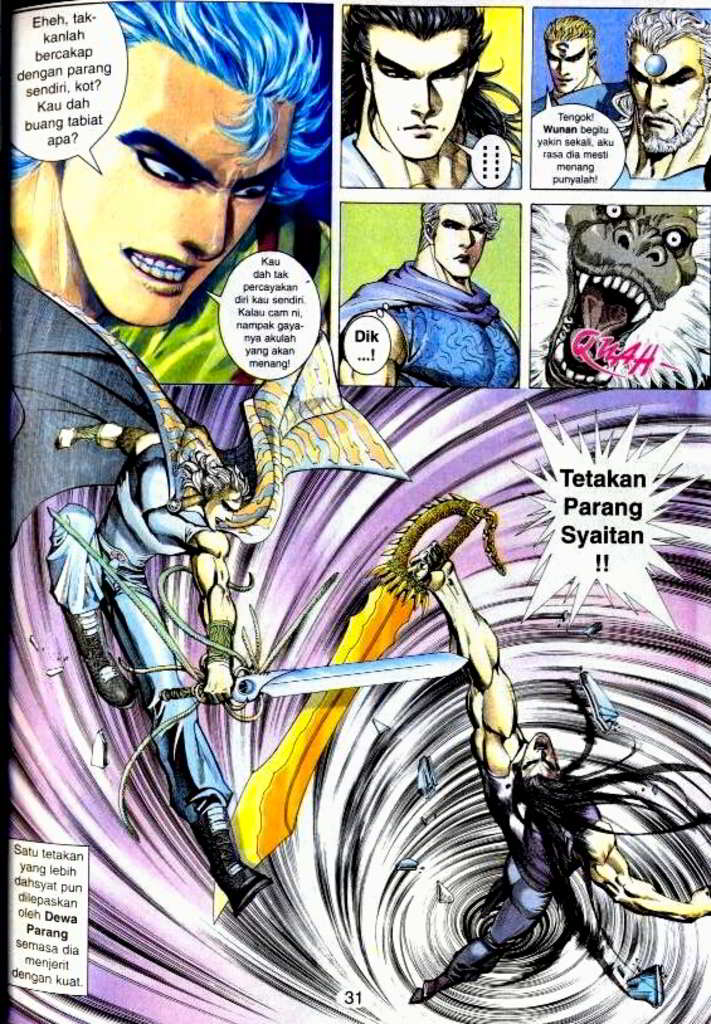 Eheh, tak-
kanlah
bercakap
dengan parang
sendiri, kot?
Kau dah
buang tabiat
apa?
Kau
dah tak
percayakan
diri kau sendiri.
Kalau cam ni,
nampak gaya-
nya akulah
yang akan
menang!
Tengok!
Wunan begitu
yakin sekali, aku
rasa dia mesti
menang
punyalah!
Dik
...!
QUAH
Tetakan
Parang
Syaitan
!!
Satu tetakan
yang lebih
dahsyat pun
dilepaskan
oleh Dewa
Parang
semasa dia
menjerit
dengan kuat.
31